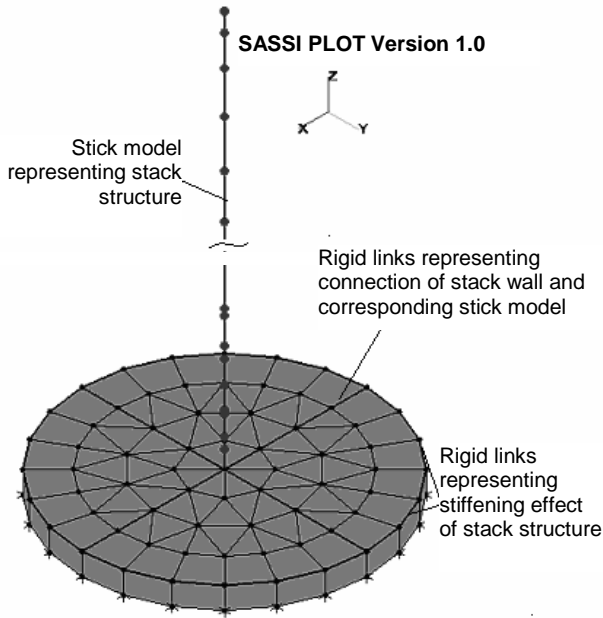 SASSI PLOT Version 1.0
Z
X
Y
Stick model
representing stack
structure
Rigid links representing
connection of stack wall and
corresponding stick model
Rigid links
representing
stiffening effect
of stack structure